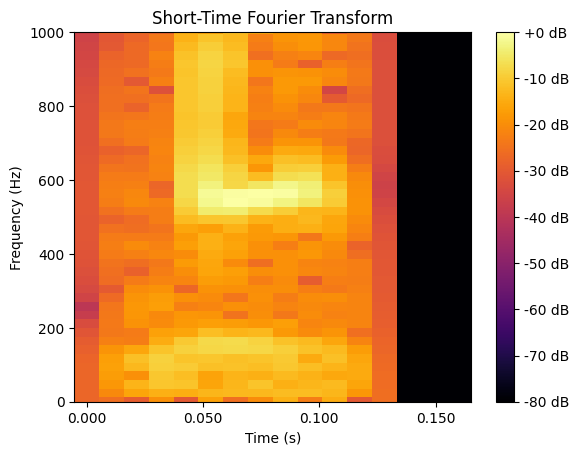 Short-Time Fourier Transform
Frequency (Hz)
1000
800
600
400
200
0
0.000 0.050 0.100 0.150
Time (s)
+0 dB
-10 dB
-20 dB
-30 dB
-40 dB
-50 dB
-60 dB
-70 dB
-80 dB